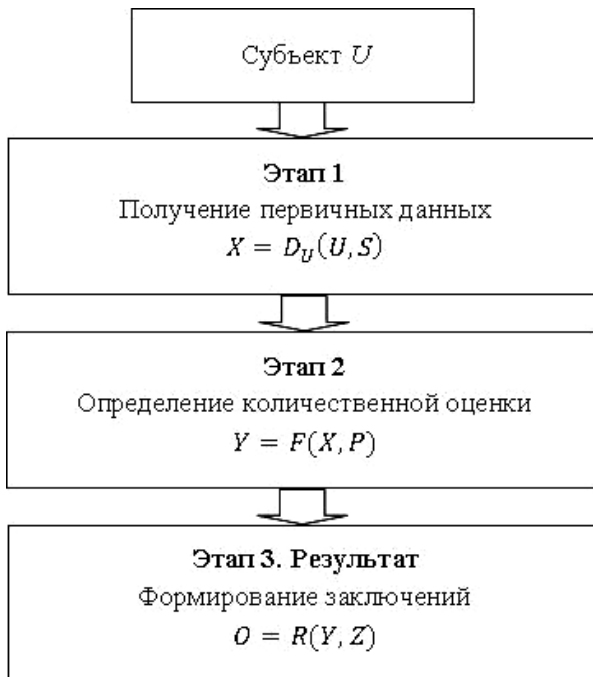 Субъект U
Этап 1
Получение первичных данных
X = D_U(U, S)
Этап 2
Определение количественной оценки
Y = F(X, P)
Этап 3. Результат
Формирование заключений
O = R(Y, Z)